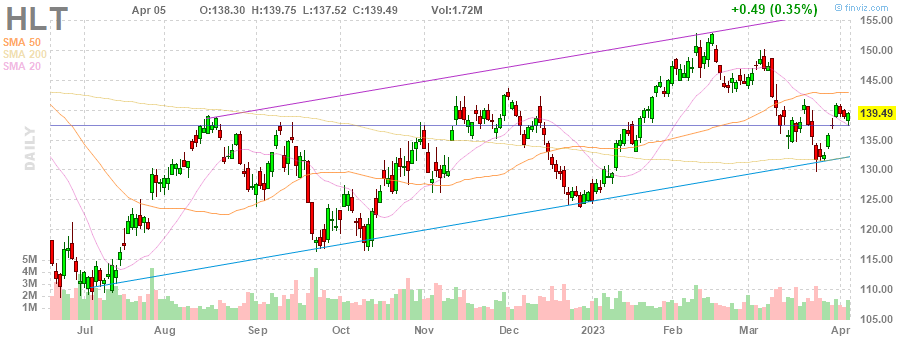 HLT
Apr 05 O:138.30 H:139.75 L:137.52 C:139.49 Vol:1.72M
+0.49 (0.35%)
© finviz.com
SMA 50
SMA 200
SMA 20
DAILY
155.00
150.00
145.00
139.49
135.00
130.00
125.00
120.00
115.00
110.00
105.00
5M
4M
3M
2M
1M
Jul Aug Sep Oct Nov Dec 2023 Feb Mar Apr